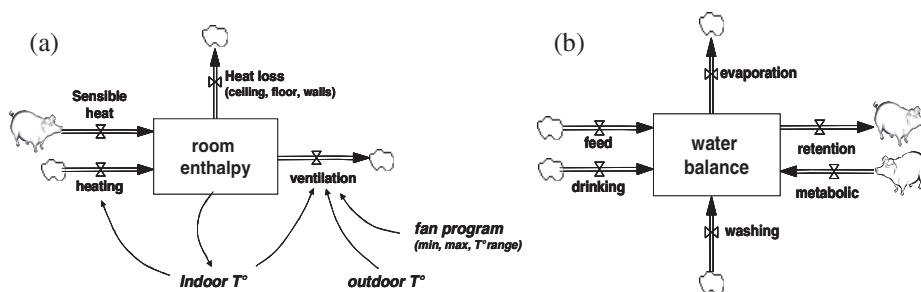 (a)
Heat loss
(ceiling, floor, walls)
Sensible
heat
room
enthalpy
heating
ventilation
fan program
(min, max, T° range)
Indoor T°
outdoor T°
(b)
evaporation
feed
water
balance
retention
drinking
metabolic
washing